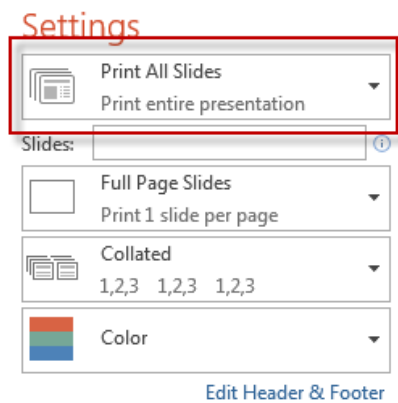 Settings
Print All Slides
Print entire presentation
Slides:
Full Page Slides
Print 1 slide per page
Collated
1,2,3 1,2,3 1,2,3
Color
Edit Header & Footer